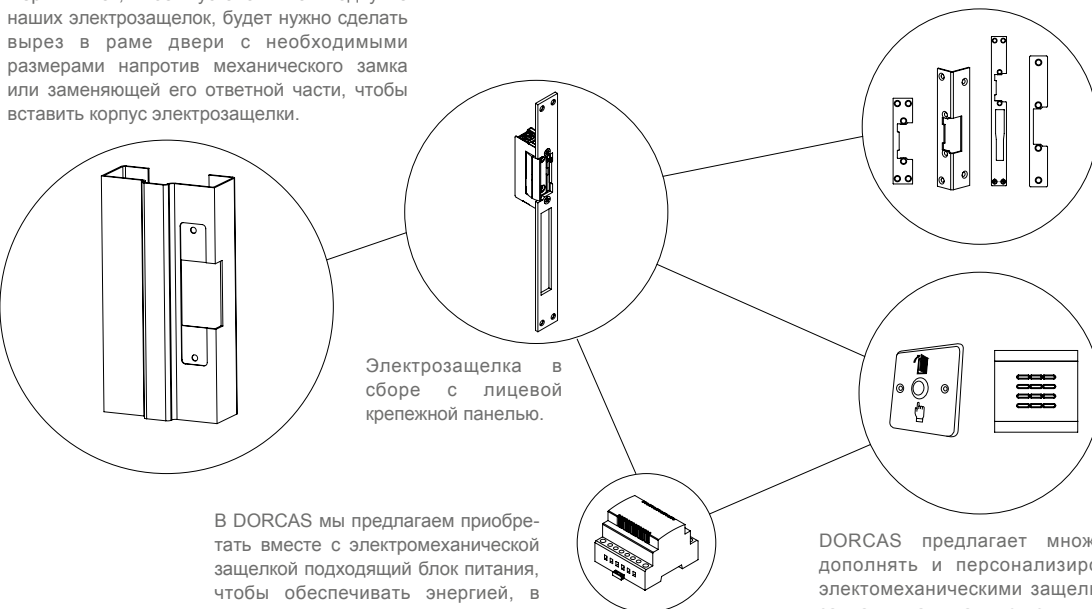 наших электрозащелок, будет нужно сделать
вырез в раме двери с необходимыми
размерами напротив механического замка
или заменяющей его ответной части, чтобы
вставить корпус электрозащелки.
Электрозащелка в
сборе с лицевой
крепежной панелью.
В DORCAS мы предлагаем приобре-
тать вместе с электромеханической
защелкой подходящий блок питания,
чтобы обеспечивать энергией, в
DORCAS предлагает множ
дополнять и персонализиро
электомеханическими защел